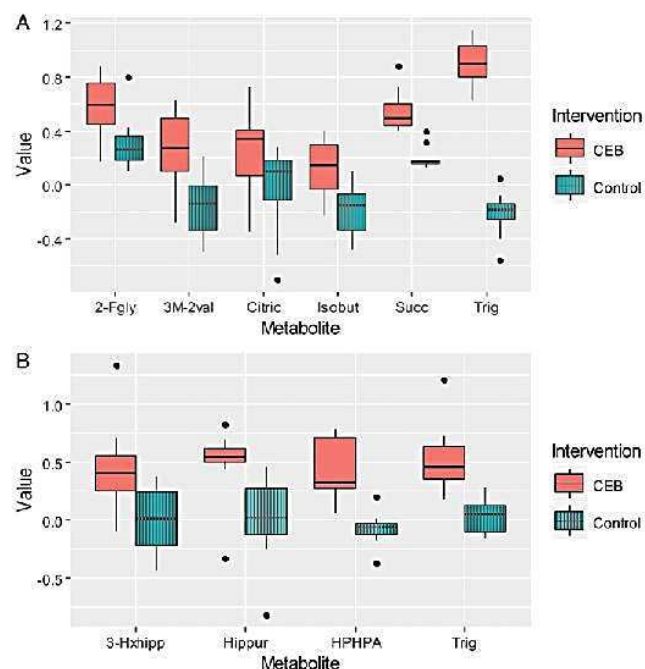 A
1.2
0.8
0.4
0.0
-0.4
Value
2-Fgly 3M-2val Citric Isobut Succ Trig
Metabolite
Intervention
CEB
Control
B
1.0
0.5
0.0
-0.5
Value
3-Hxhipp Hippur HPHPA Trig
Metabolite
Intervention
CEB
Control